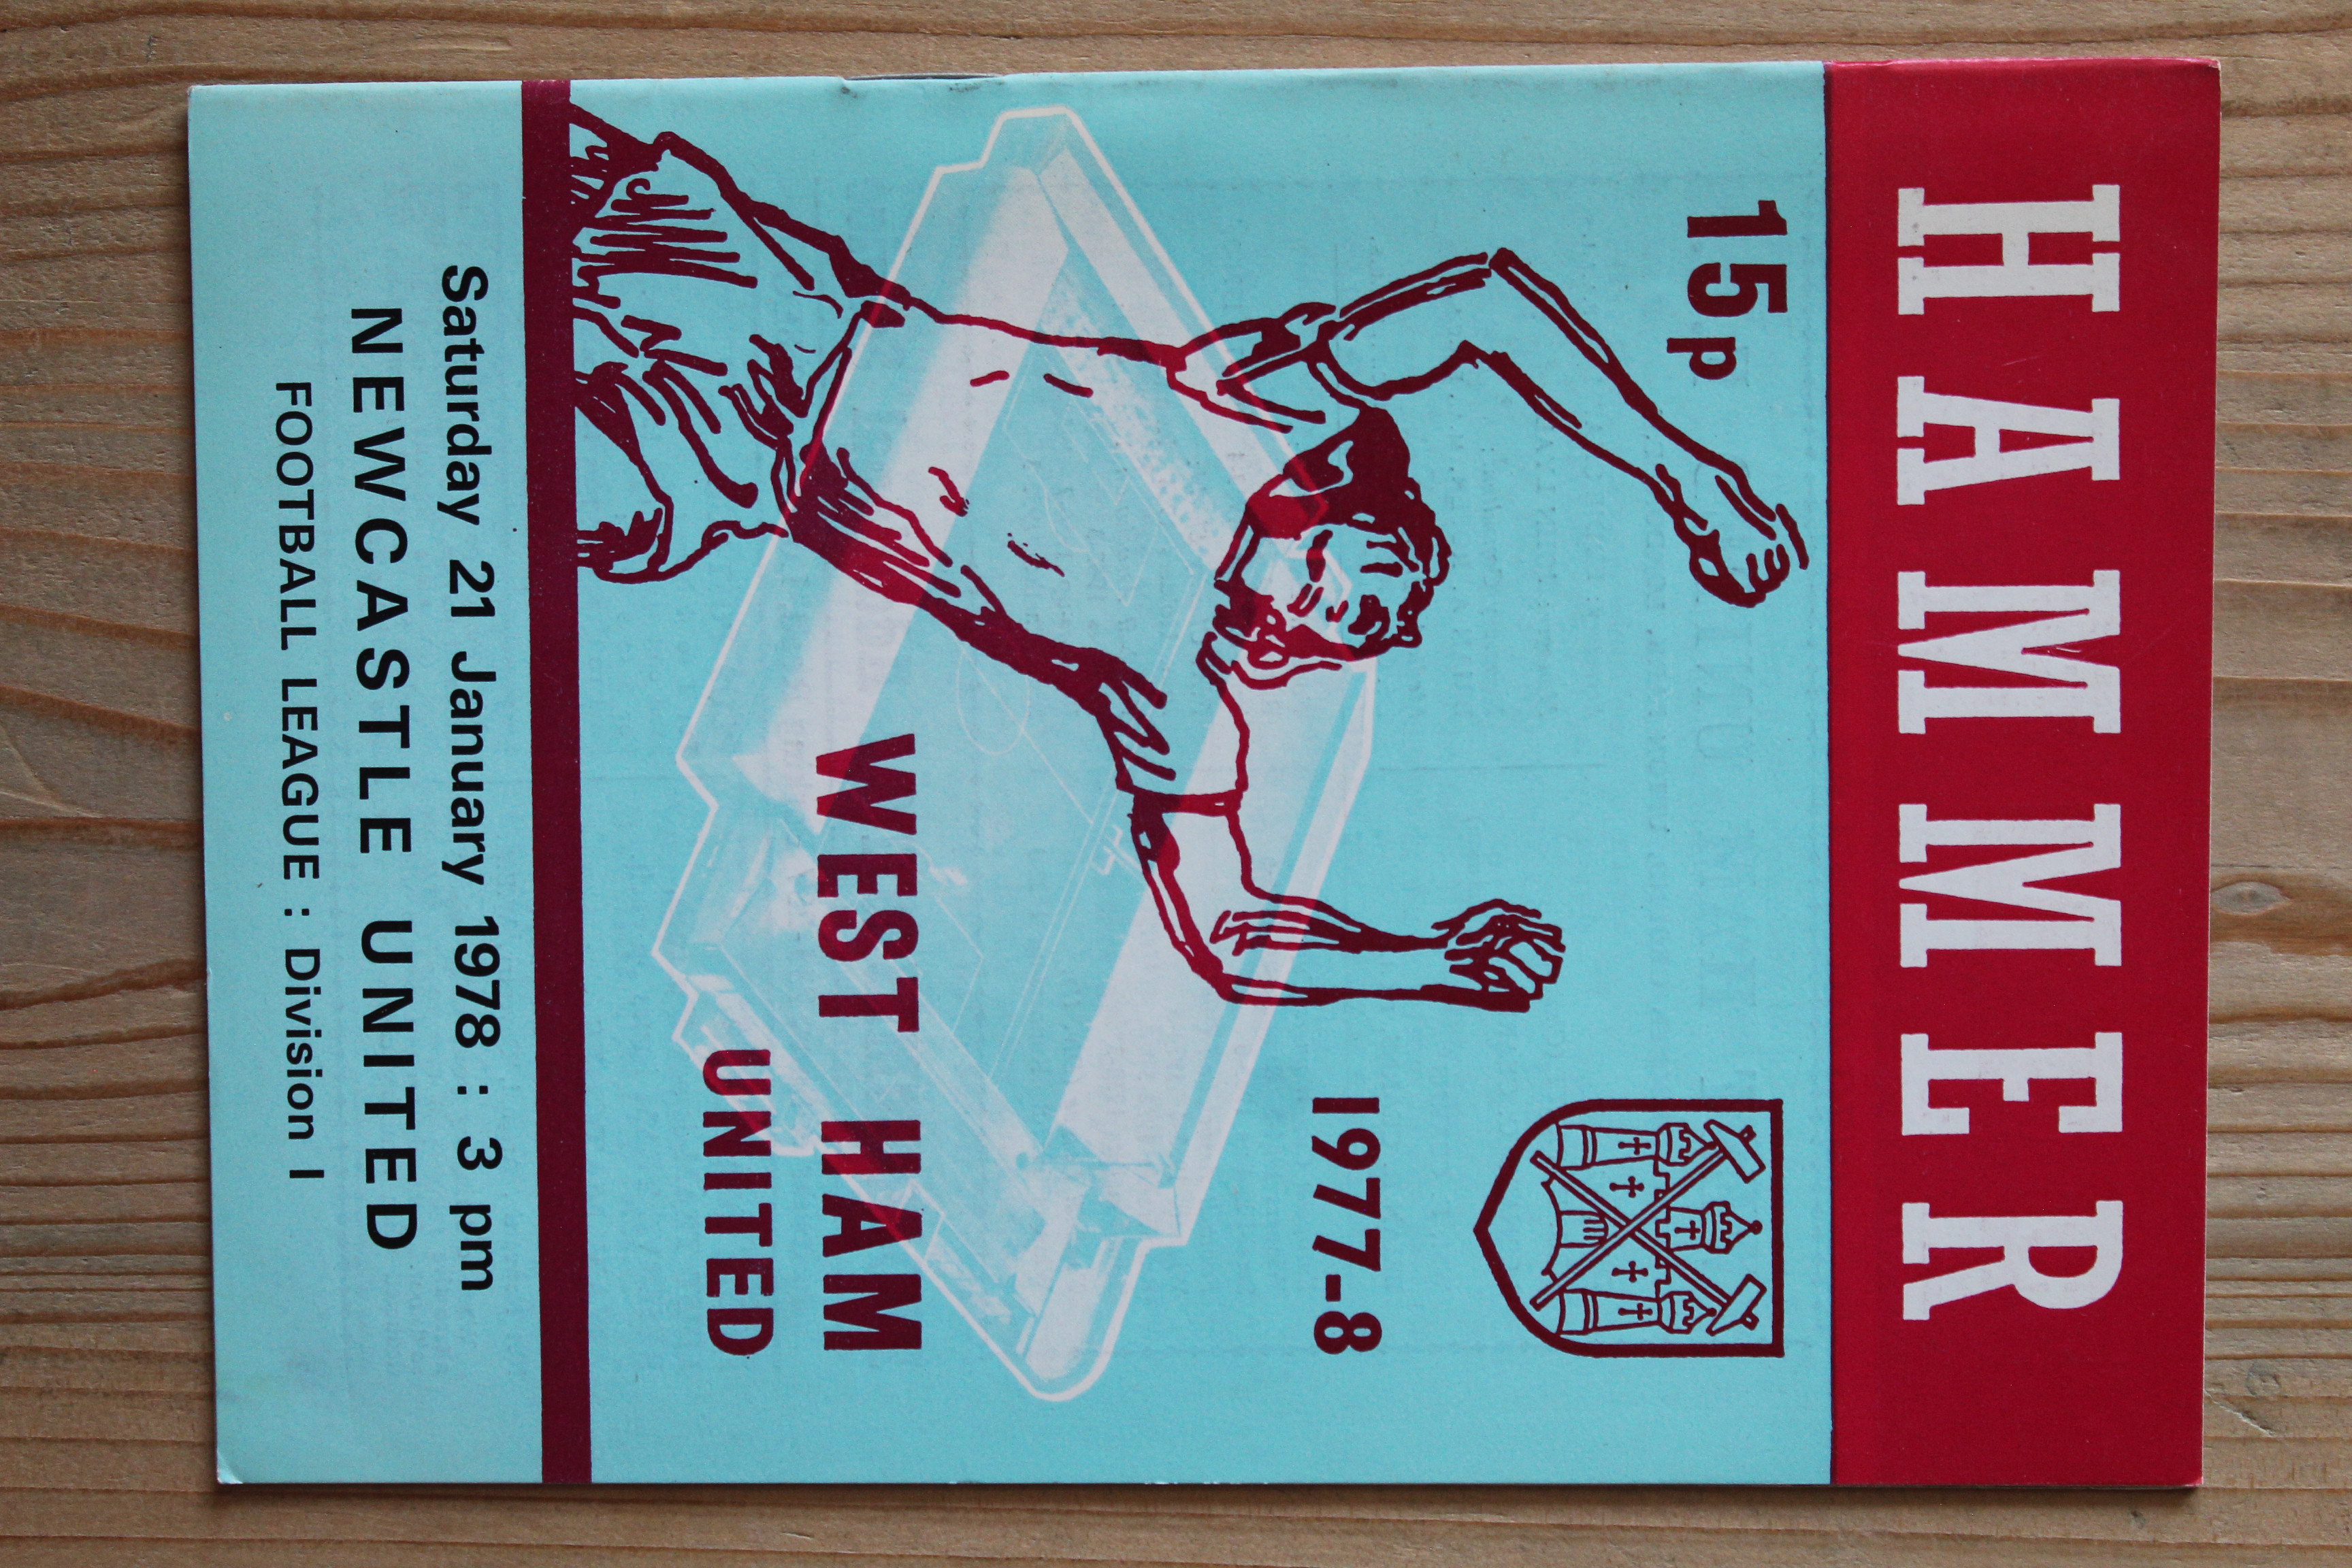 HAMMER
15p
1977-8
WEST HAM
UNITED
Saturday 21 January 1978 : 3 pm
NEWCASTLE UNITED
FOOTBALL LEAGUE : Division I